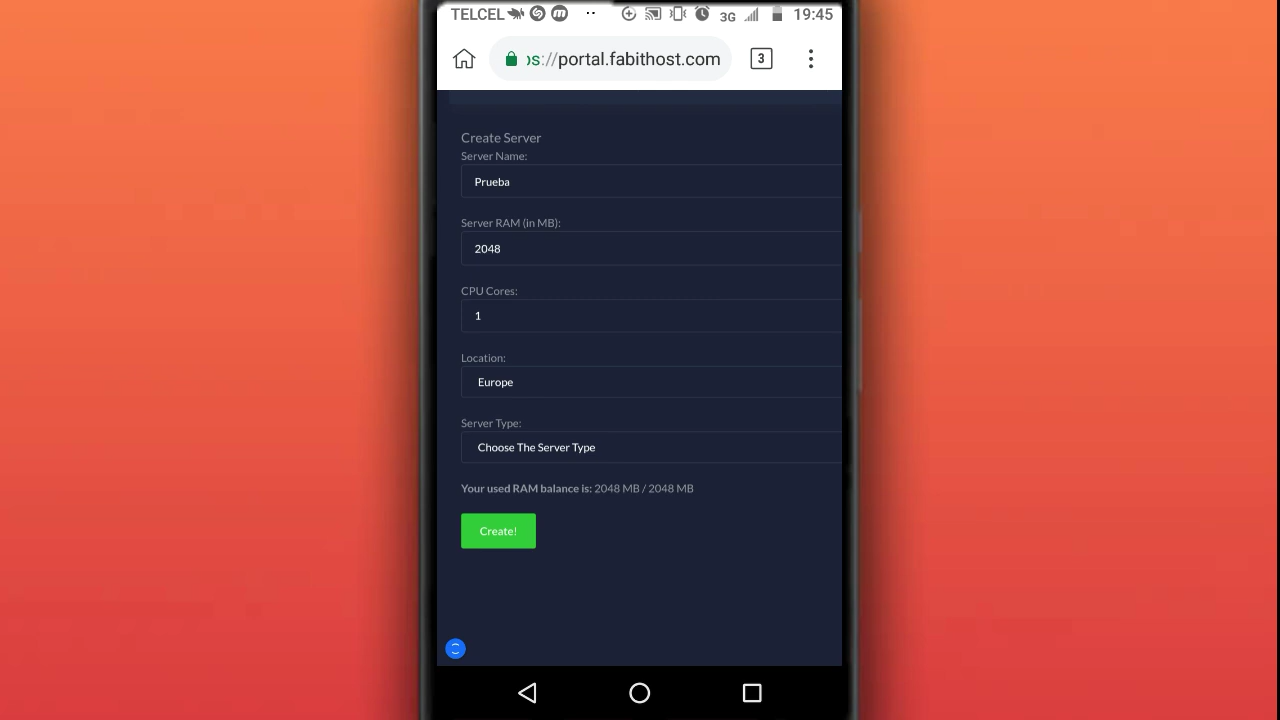 TELCEL
3G
19:45
ps://portal.fabithost.com
3
Create Server
Server Name:
Prueba
Server RAM (in MB):
2048
CPU Cores:
1
Location:
Europe
Server Type:
Choose The Server Type
Your used RAM balance is: 2048 MB / 2048 MB
Create!